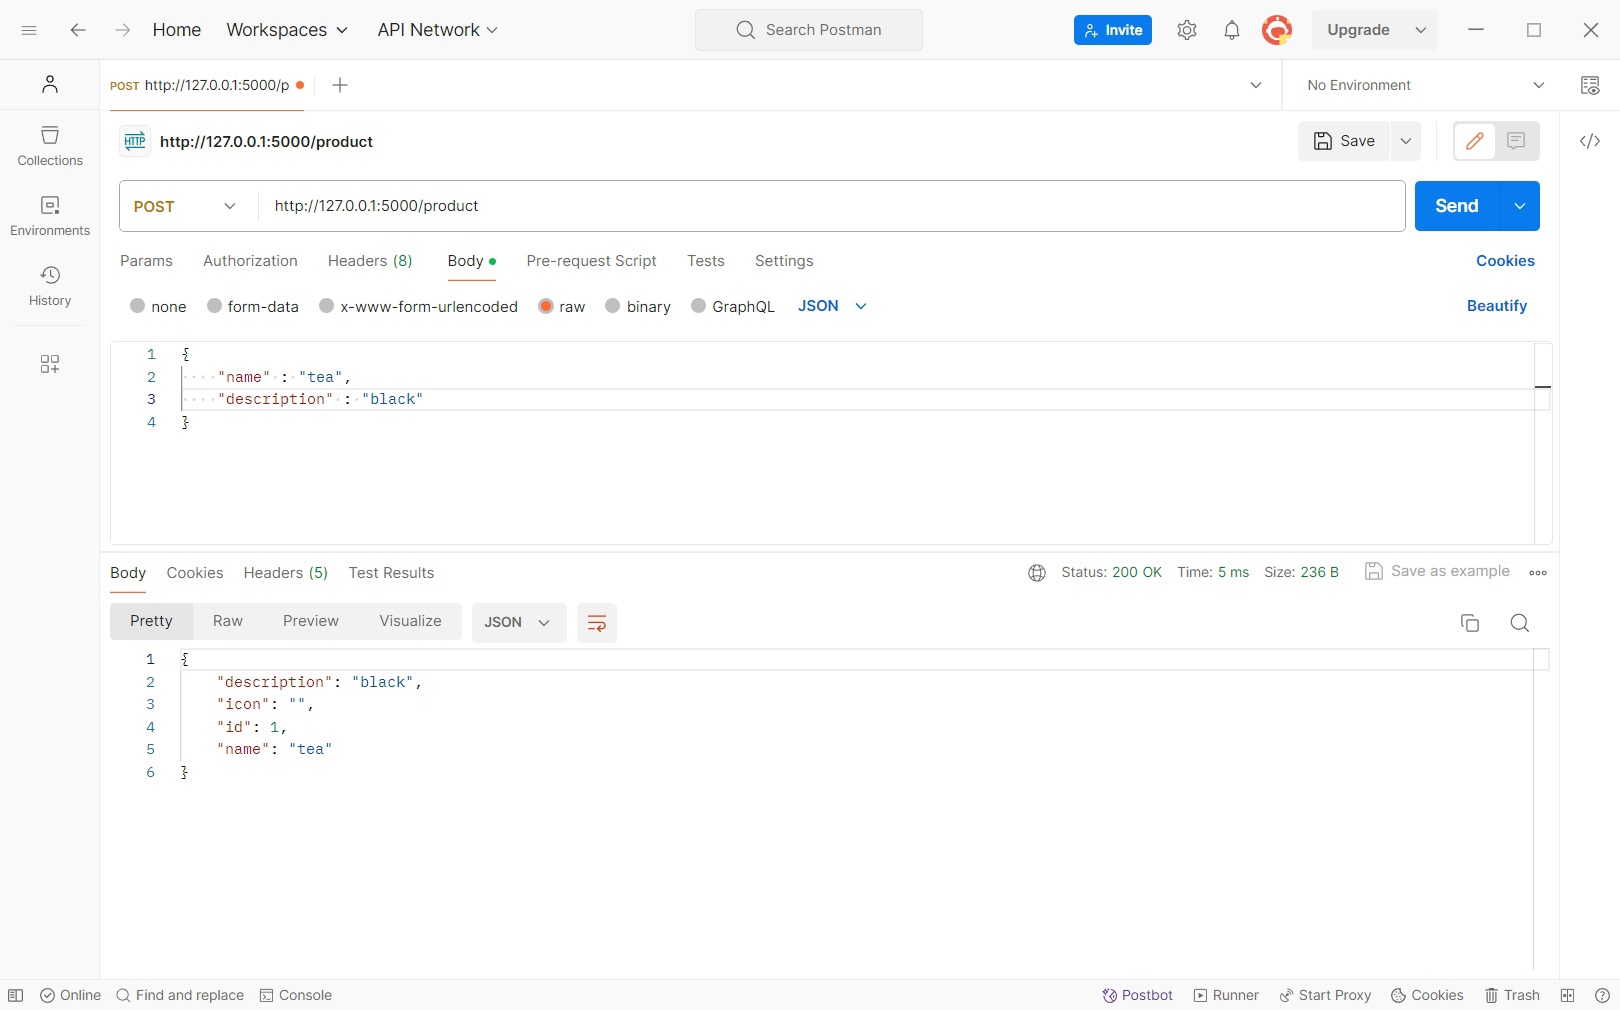 Home Workspaces API Network Search Postman Invite Upgrade
POST http://127.0.0.1:5000/p No Environment
HTTP http://127.0.0.1:5000/product Save
Collections
Environments
History
POST http://127.0.0.1:5000/product Send
Params Authorization Headers (8) Body Pre-request Script Tests Settings Cookies
none form-data x-www-form-urlencoded raw binary GraphQL JSON Beautify
1 {
2 "name" : "tea",
3 "description" : "black"
4 }
Body Cookies Headers (5) Test Results Status: 200 OK Time: 5 ms Size: 236 B Save as example
Pretty Raw Preview Visualize JSON
1 {
2 "description": "black",
3 "icon": "",
4 "id": 1,
5 "name": "tea"
6 }
Online Find and replace Console Postbot Runner Start Proxy Cookies Trash